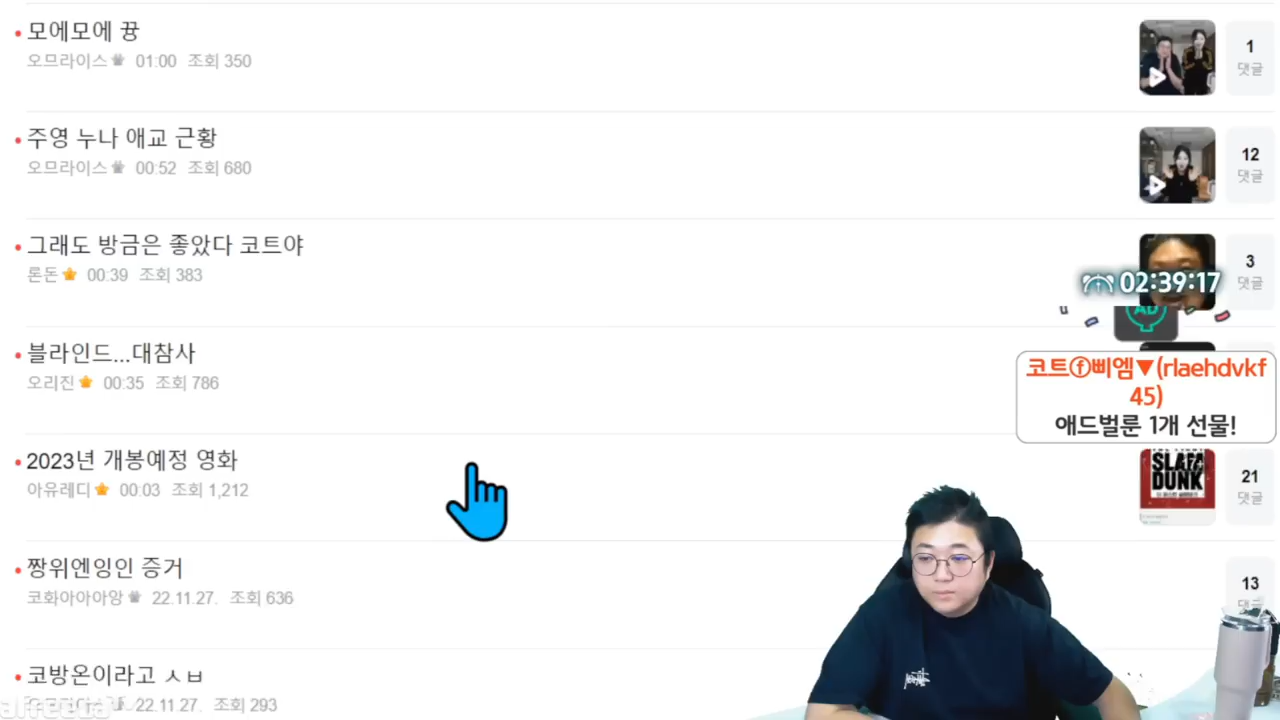 모에모에 뀽
오므라이스 01:00 조회 350
1
댓글
주영 누나 애교 근황
오므라이스 00:52 조회 680
12
댓글
그래도 방금은 좋았다 코트야
론돈 00:39 조회 383
3
댓글
02:39:17
AD
블라인드...대참사
오리진 00:35 조회 786
코트ⓕ삐엠▼(rlaehdvkf
45)
애드벌룬 1개 선물!
2023년 개봉예정 영화
아유레디 00:03 조회 1,212
SLAM
DUNK
21
댓글
짱위엔잉인 증거
코화아아아앙 22.11.27. 조회 636
13
댓글
코방온이라고 ㅅㅂ
22.11.27. 조회 293
afreecaTV